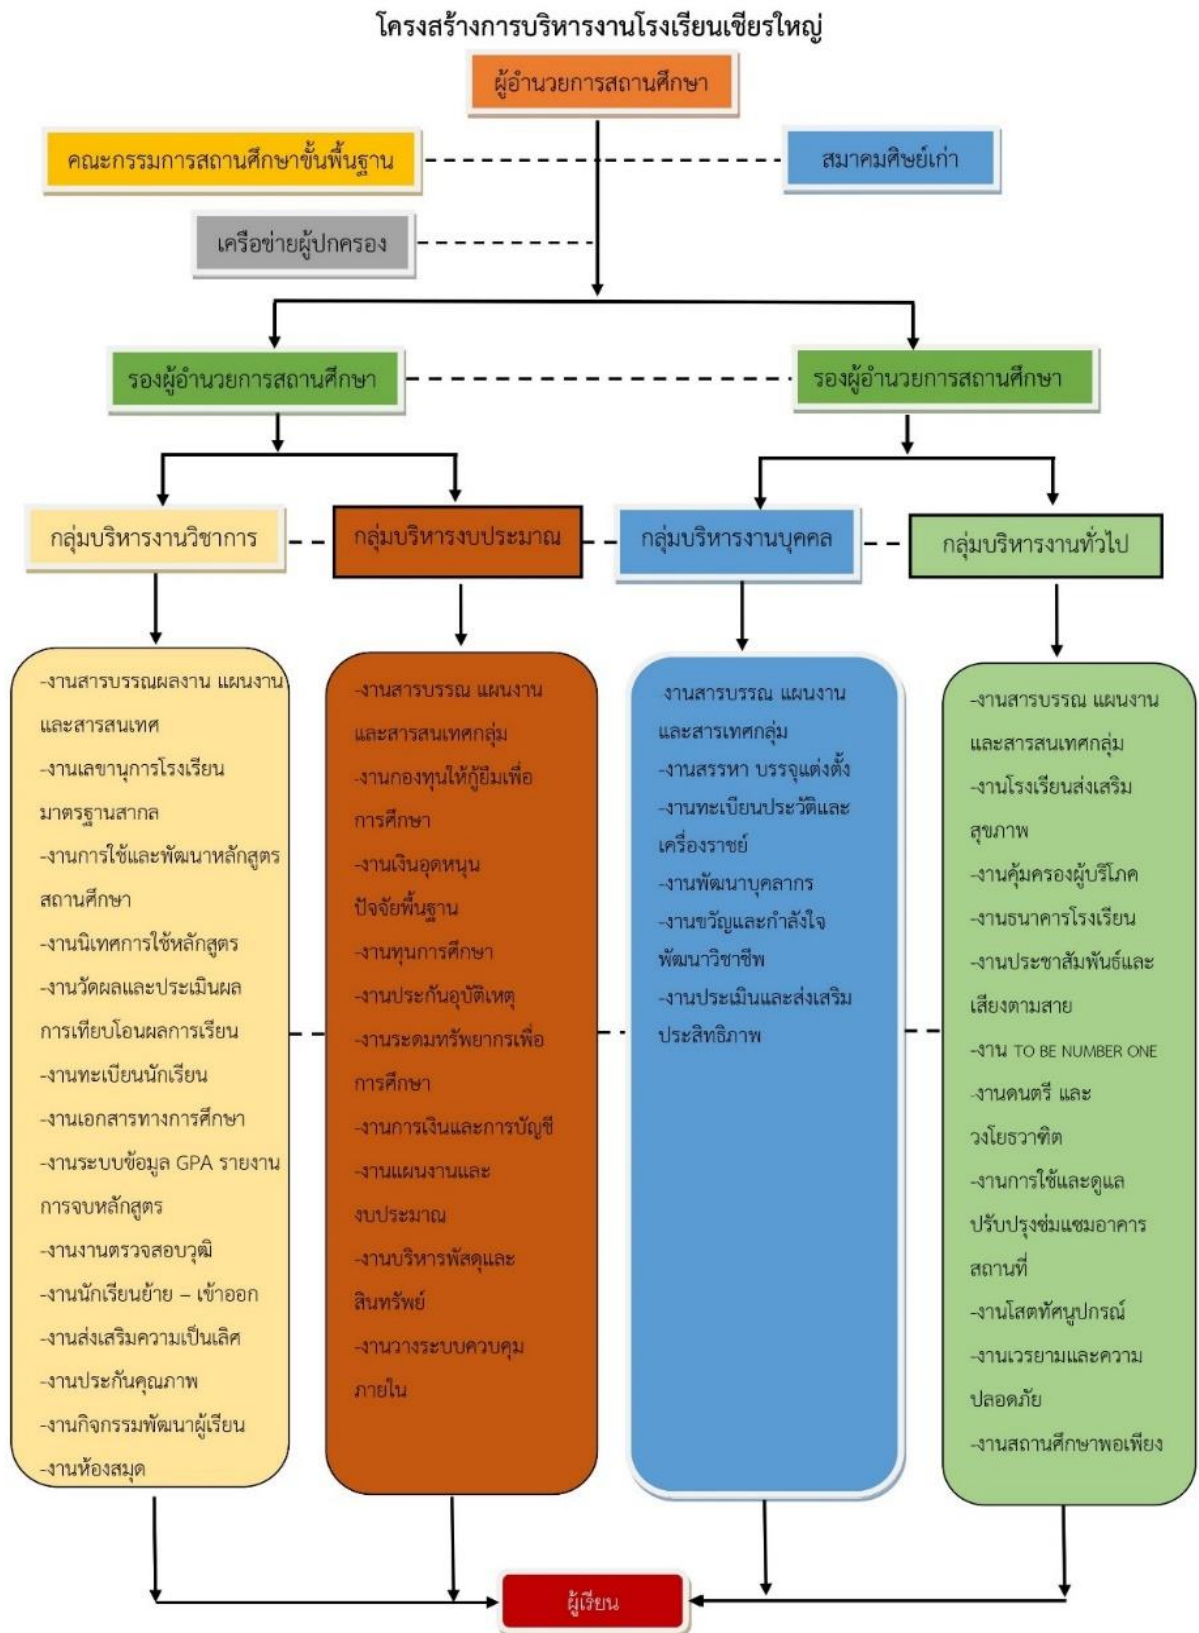 โครงสร้างการบริหารงานโรงเรียนเชียรใหญ่
ผู้อำนวยการสถานศึกษา
คณะกรรมการสถานศึกษาขั้นพื้นฐาน
สมาคมศิษย์เก่า
เครือข่ายผู้ปกครอง
รองผู้อำนวยการสถานศึกษา
รองผู้อำนวยการสถานศึกษา
กลุ่มบริหารงานวิชาการ
กลุ่มบริหารงบประมาณ
กลุ่มบริหารงานบุคคล
กลุ่มบริหารงานทั่วไป
-งานสารบรรณผลงาน แผนงาน
และสารสนเทศ
-งานเลขานุการโรงเรียน
มาตรฐานสากล
-งานการใช้และพัฒนาหลักสูตร
สถานศึกษา
-งานนิเทศการใช้หลักสูตร
-งานวัดผลและประเมินผล
การเทียบโอนผลการเรียน
-งานทะเบียนนักเรียน
-งานเอกสารทางการศึกษา
-งานระบบข้อมูล GPA รายงาน
การจบหลักสูตร
-งานงานตรวจสอบวุฒิ
-งานนักเรียนย้าย – เข้าออก
-งานส่งเสริมความเป็นเลิศ
-งานประกันคุณภาพ
-งานกิจกรรมพัฒนาผู้เรียน
-งานห้องสมุด
-งานสารบรรณ แผนงาน
และสารสนเทศกลุ่ม
-งานกองทุนให้กู้ยืมเพื่อ
การศึกษา
-งานเงินอุดหนุน
ปัจจัยพื้นฐาน
-งานทุนการศึกษา
-งานประกันอุบัติเหตุ
-งานระดมทรัพยากรเพื่อ
การศึกษา
-งานการเงินและการบัญชี
-งานแผนงานและ
งบประมาณ
-งานบริหารพัสดุและ
สินทรัพย์
-งานวางระบบควบคุม
ภายใน
งานสารบรรณ แผนงาน
และสารเทศกลุ่ม
-งานสรรหา บรรจุแต่งตั้ง
-งานทะเบียนประวัติและ
เครื่องราชย์
-งานพัฒนาบุคลากร
-งานขวัญและกำลังใจ
พัฒนาวิชาชีพ
-งานประเมินและส่งเสริม
ประสิทธิภาพ
-งานสารบรรณ แผนงาน
และสารสนเทศกลุ่ม
-งานโรงเรียนส่งเสริม
สุขภาพ
-งานคุ้มครองผู้บริโภค
-งานธนาคารโรงเรียน
-งานประชาสัมพันธ์และ
เสียงตามสาย
-งาน TO BE NUMBER ONE
-งานดนตรี และ
วงโยธวาฑิต
-งานการใช้และดูแล
ปรับปรุงซ่มแซมอาคาร
สถานที่
-งานโสตทัศนูปกรณ์
-งานเวรยามและความ
ปลอดภัย
-งานสถานศึกษาพอเพียง
ผู้เรียน